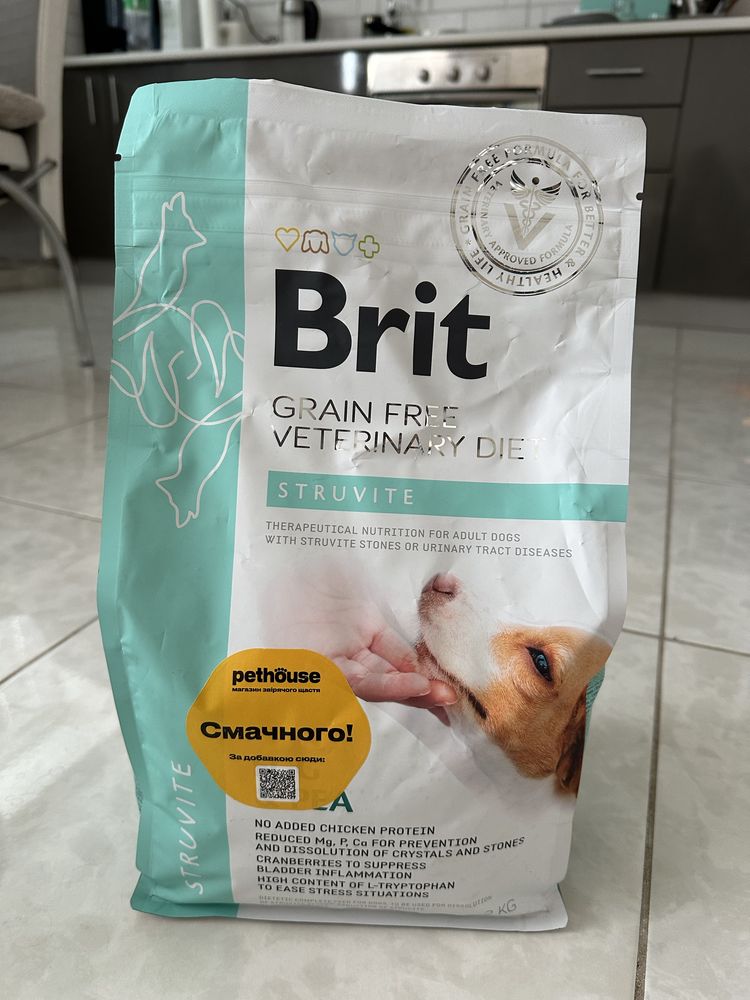 GRAIN FREE FORMULA FOR BETTER & HEALTHY LIFE *
VETERINARY APPROVED FORMULA
Brit
GRAIN FREE
VETERINARY DIET
STRUVITE
THERAPEUTICAL NUTRITION FOR ADULT DOGS
WITH STRUVITE STONES OR URINARY TRACT DISEASES
pethouse
магазин звірячого щастя
Смачного!
За добавкою сюди:
STRUVITE
NO ADDED CHICKEN PROTEIN
REDUCED Mg, P, Ca FOR PREVENTION
AND DISSOLUTION OF CRYSTALS AND STONES
CRANBERRIES TO SUPPRESS
BLADDER INFLAMMATION
HIGH CONTENT OF L-TRYPTOPHAN
TO EASE STRESS SITUATIONS
KG